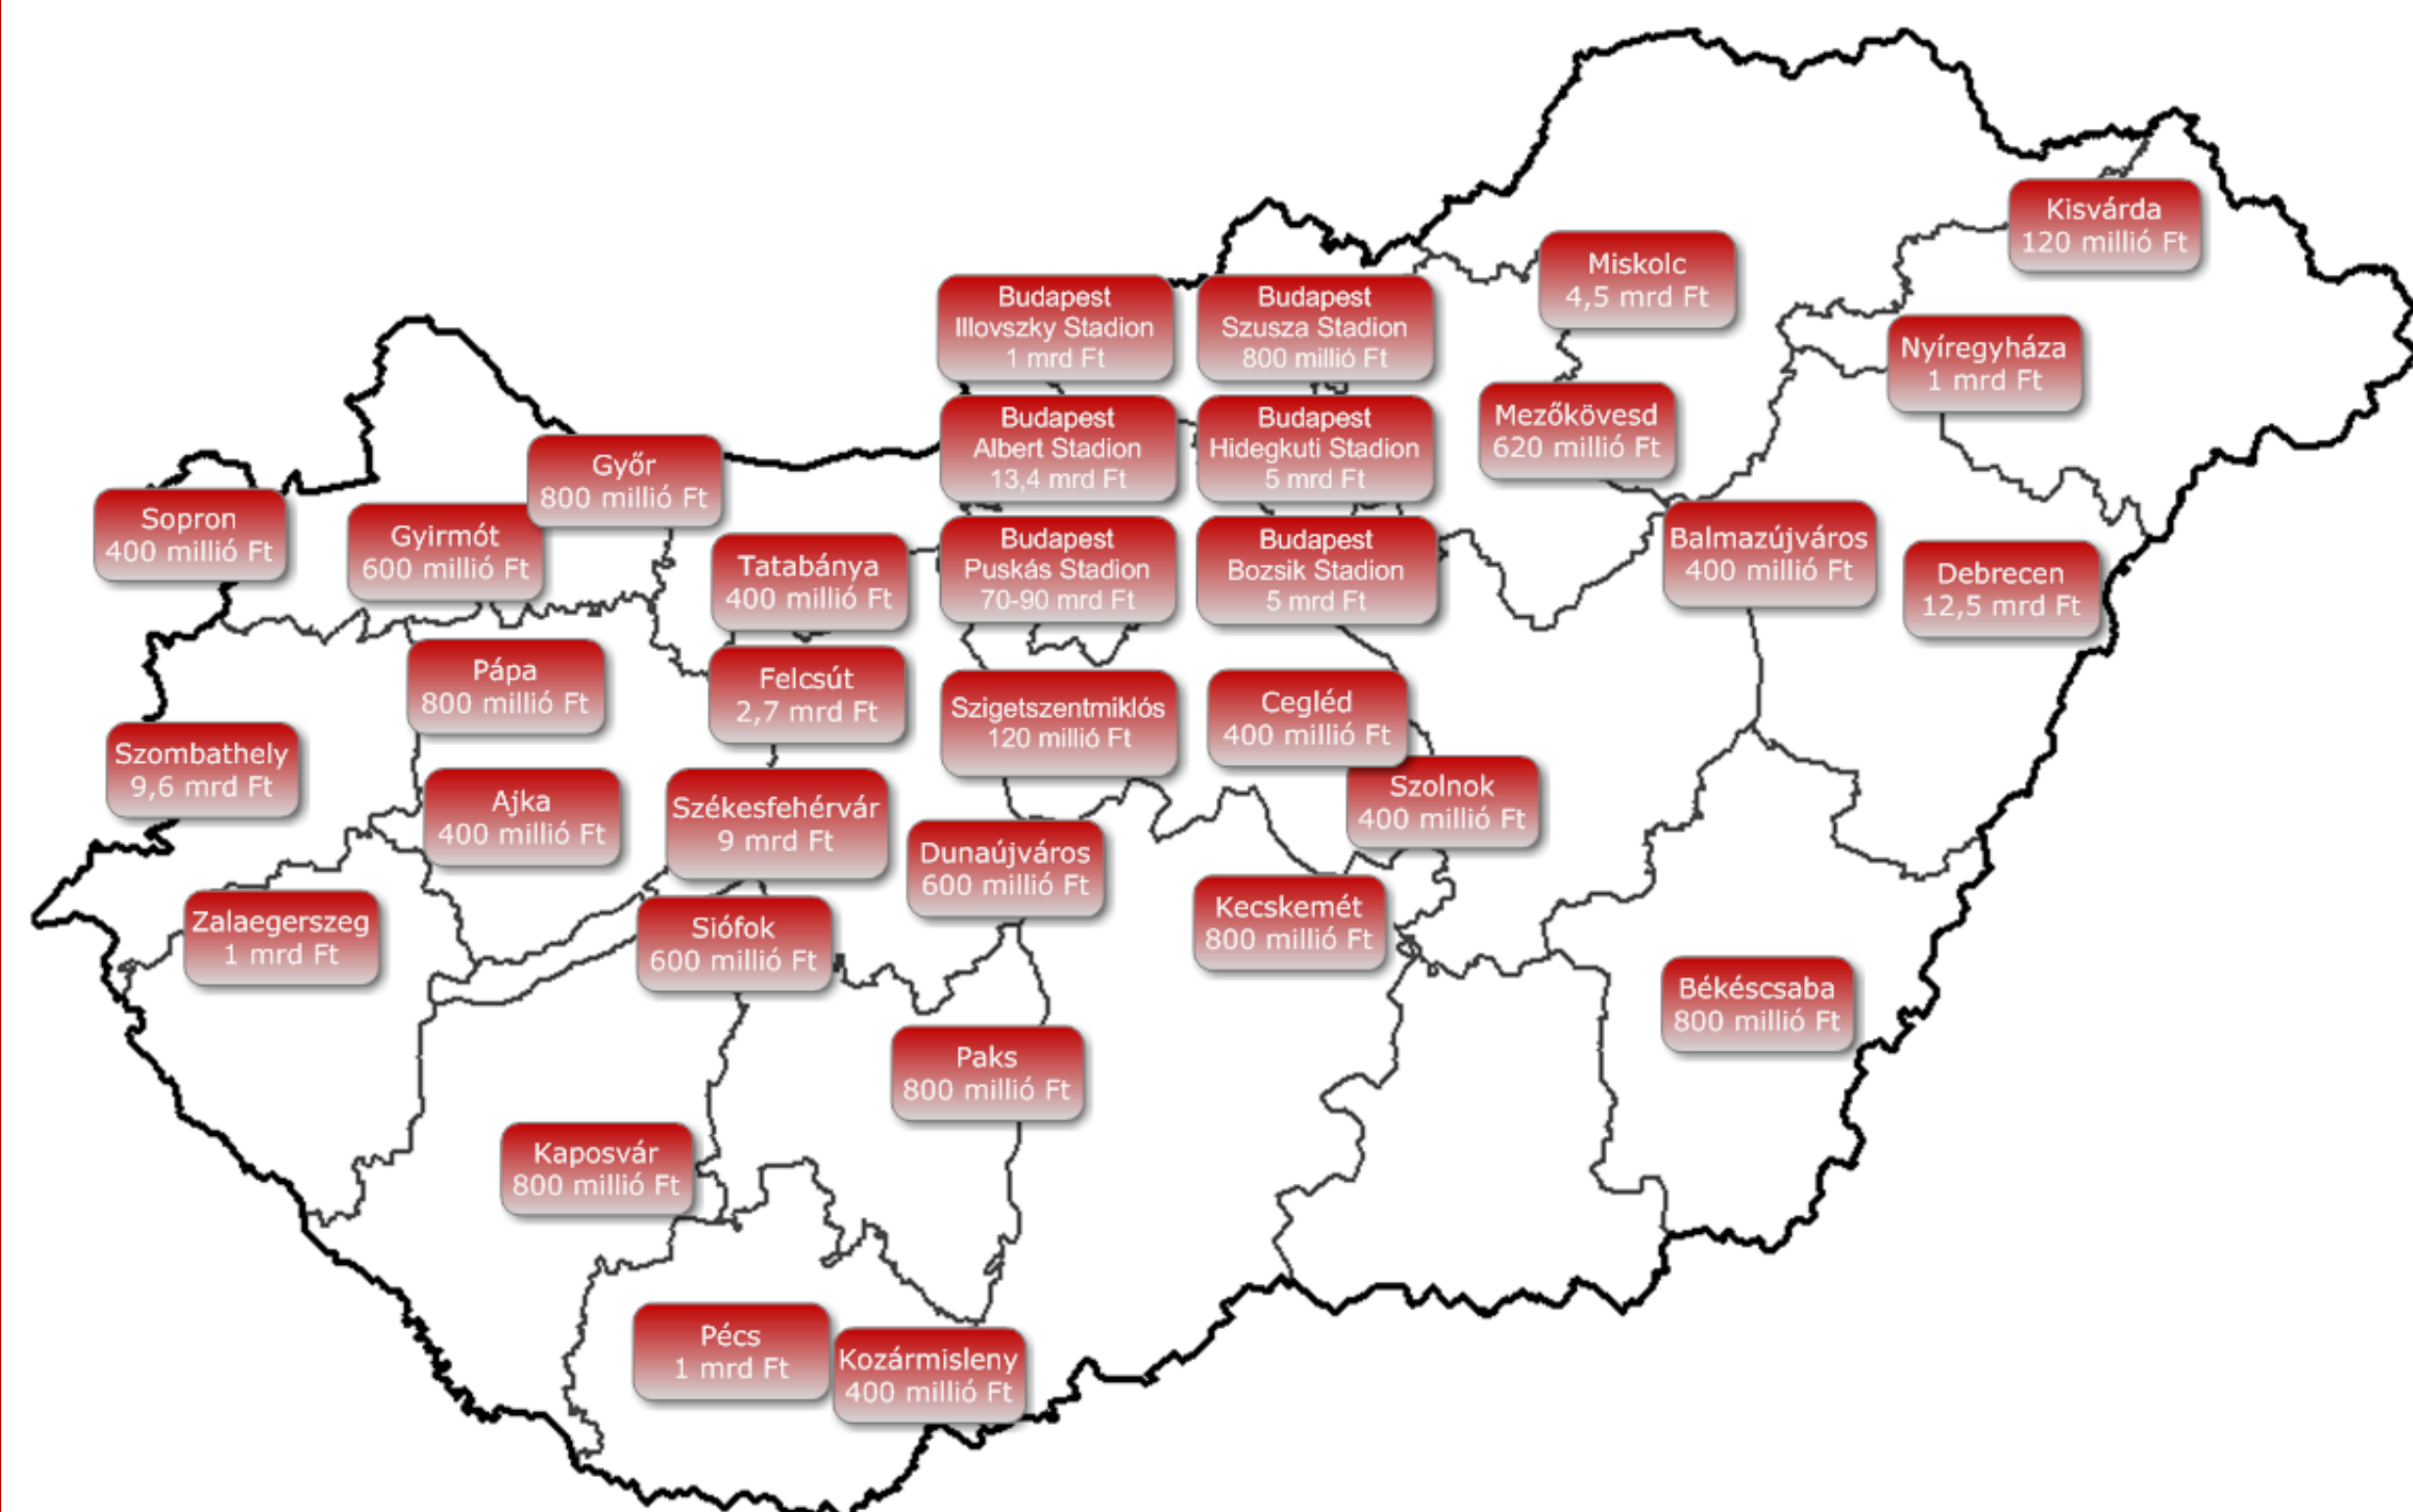 Kisvárda
120 millió Ft
Miskolc
4,5 mrd Ft
Budapest
Illovszky Stadion
1 mrd Ft
Budapest
Szusza Stadion
800 millió Ft
Nyíregyháza
1 mrd Ft
Mezőkövesd
620 millió Ft
Budapest
Albert Stadion
13,4 mrd Ft
Budapest
Hidegkuti Stadion
5 mrd Ft
Győr
800 millió Ft
Sopron
400 millió Ft
Gyirmót
600 millió Ft
Tatabánya
400 millió Ft
Budapest
Puskás Stadion
70-90 mrd Ft
Budapest
Bozsik Stadion
5 mrd Ft
Balmazújváros
400 millió Ft
Debrecen
12,5 mrd Ft
Pápa
800 millió Ft
Felcsút
2,7 mrd Ft
Szigetszentmiklós
120 millió Ft
Cegléd
400 millió Ft
Szombathely
9,6 mrd Ft
Ajka
400 millió Ft
Székesfehérvár
9 mrd Ft
Szolnok
400 millió Ft
Dunaújváros
600 millió Ft
Zalaegerszeg
1 mrd Ft
Siófok
600 millió Ft
Kecskemét
800 millió Ft
Békéscsaba
800 millió Ft
Paks
800 millió Ft
Kaposvár
800 millió Ft
Pécs
1 mrd Ft
Kozármisleny
400 millió Ft